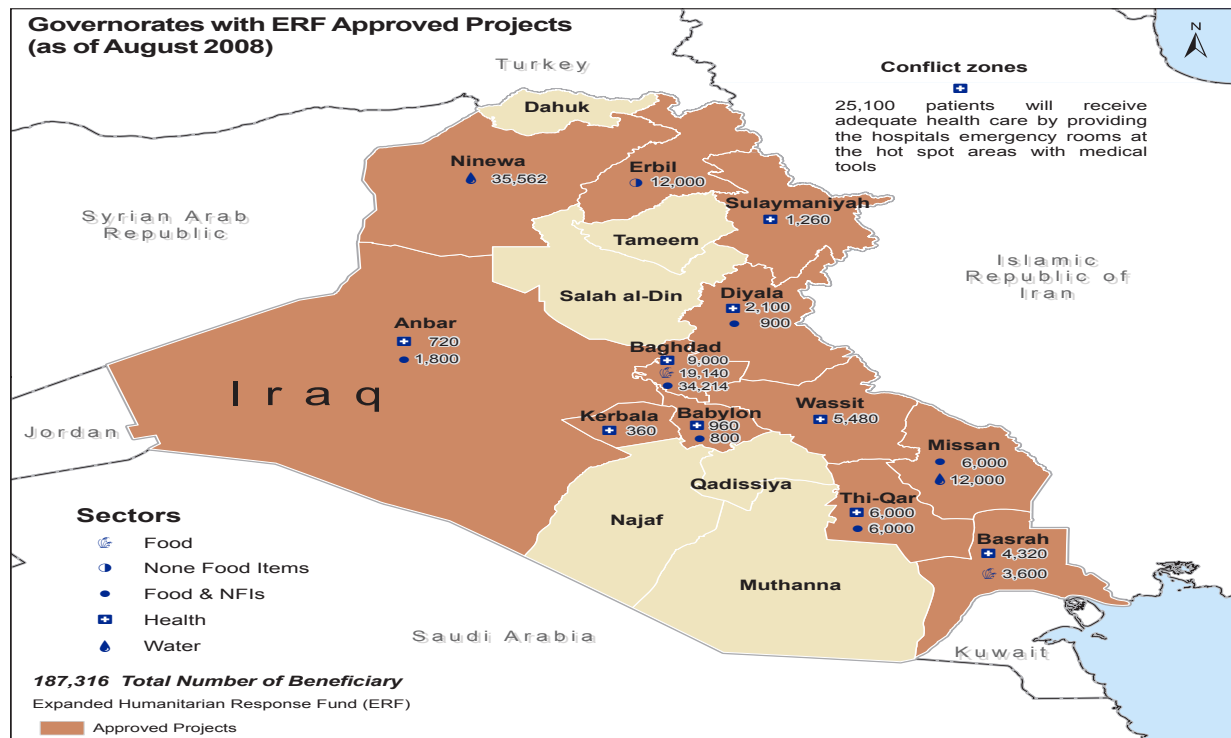 Governorates with ERF Approved Projects
(as of August 2008)
N
Turkey
Conflict zones
25,100 patients will receive
adequate health care by providing
the hospitals emergency rooms at
the hot spot areas with medical
tools
Dahuk
Ninewa
35,562
Erbil
12,000
Sulaymaniyah
1,260
Syrian Arab
Republic
Tameem
Islamic
Republic of
Iran
Salah al-Din
Diyala
2,100
900
Anbar
720
1,800
Baghdad
9,000
19,140
34,214
Iraq
Jordan
Kerbala
360
Babylon
960
800
Wassit
5,480
Missan
6,000
12,000
Qadissiya
Najaf
Thi-Qar
6,000
6,000
Basrah
4,320
3,600
Muthanna
Saudi Arabia
Kuwait
Sectors
Food
None Food Items
Food & NFIs
Health
Water
187,316 Total Number of Beneficiary
Expanded Humanitarian Response Fund (ERF)
Approved Projects